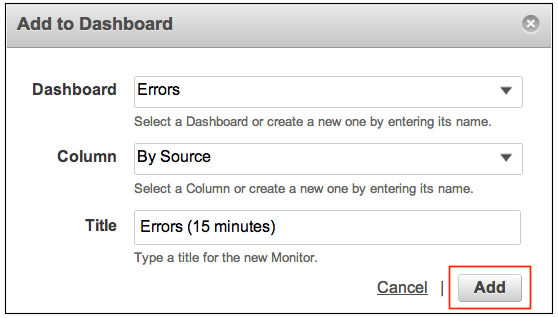 Add to Dashboard
Dashboard Errors
Select a Dashboard or create a new one by entering its name.
Column By Source
Select a Column or create a new one by entering its name.
Title Errors (15 minutes)
Type a title for the new Monitor.
Cancel | Add